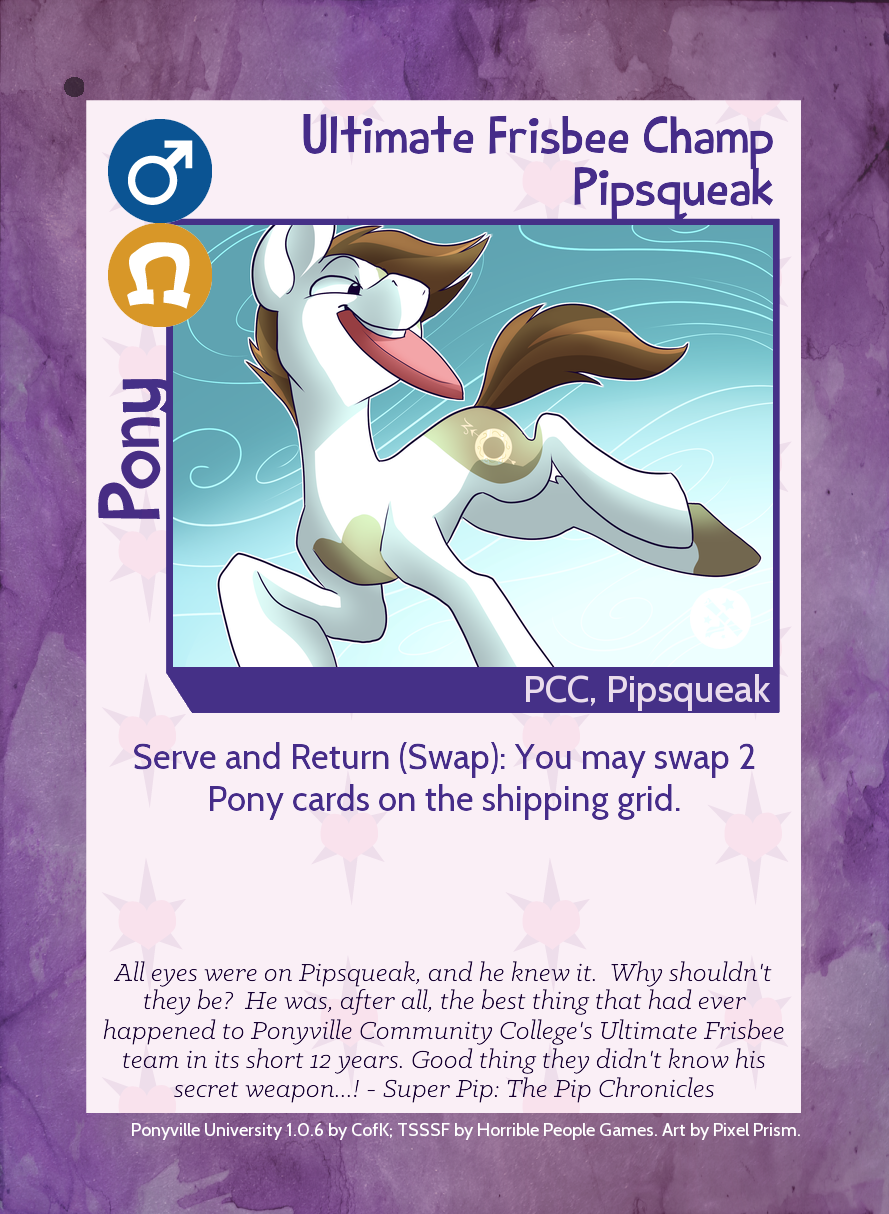 Ultimate Frisbee Champ
Pipsqueak
Pony
PCC, Pipsqueak
Serve and Return (Swap): You may swap 2
Pony cards on the shipping grid.
All eyes were on Pipsqueak, and he knew it.  Why shouldn't
they be?  He was, after all, the best thing that had ever
happened to Ponyville Community College's Ultimate Frisbee
team in its short 12 years. Good thing they didn't know his
secret weapon...! - Super Pip: The Pip Chronicles
Ponyville University 1.0.6 by CofK; TSSSF by Horrible People Games. Art by Pixel Prism.